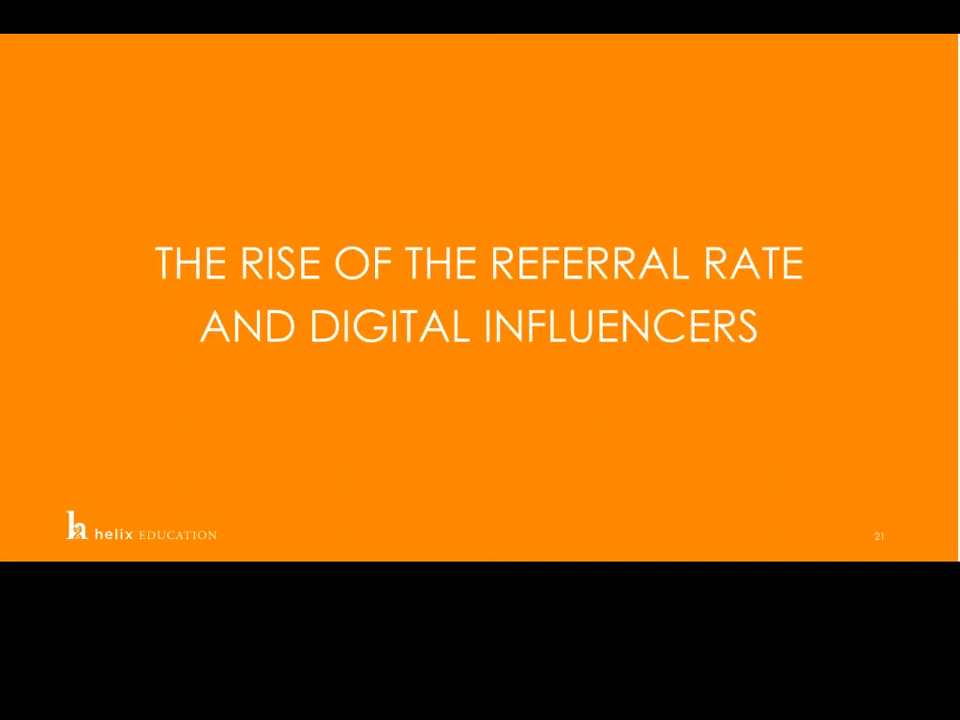 THE RISE OF THE REFERRAL RATE
AND DIGITAL INFLUENCERS
helix EDUCATION
21